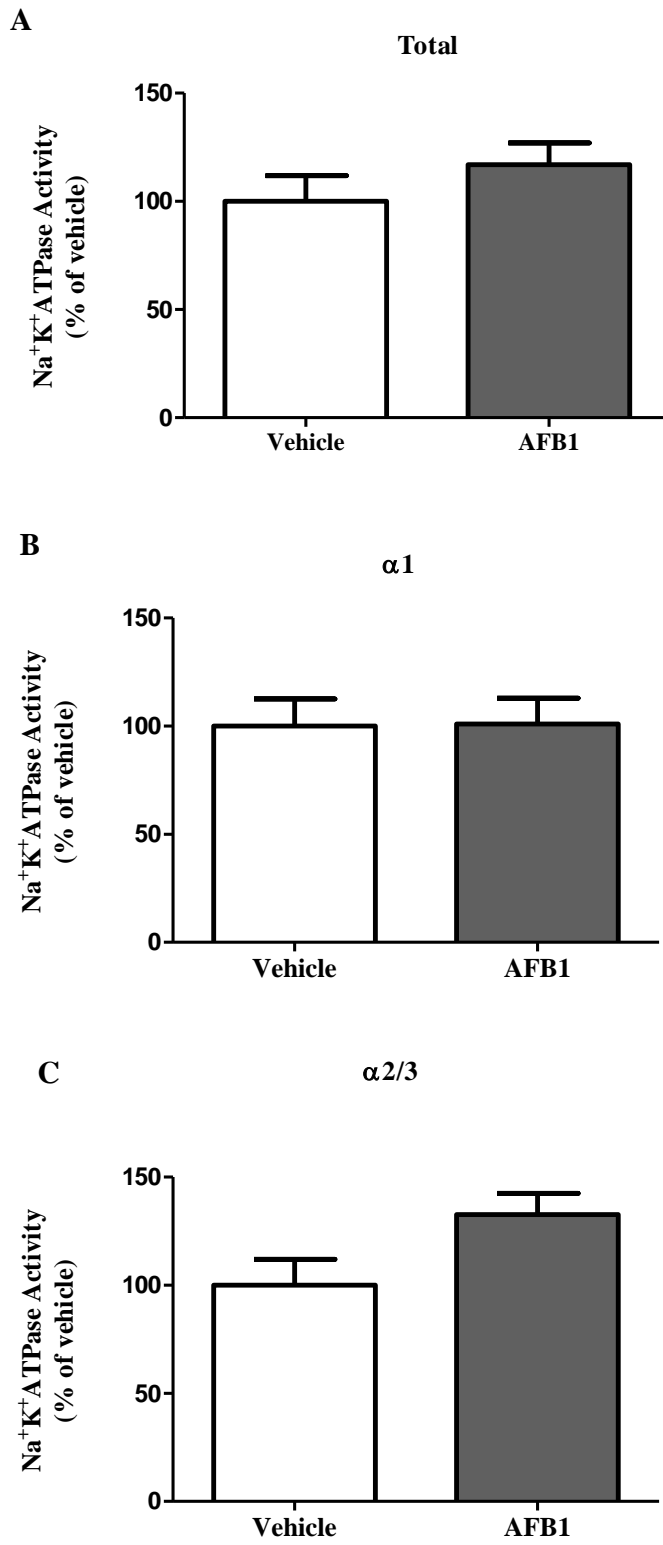 A
Total
Na⁺K⁺ATPase Activity
(% of vehicle)
150
100
50
0
Vehicle AFB1
B
α1
Na⁺K⁺ATPase Activity
(% of vehicle)
150
100
50
0
Vehicle AFB1
C
α2/3
Na⁺K⁺ATPase Activity
(% of vehicle)
150
100
50
0
Vehicle AFB1